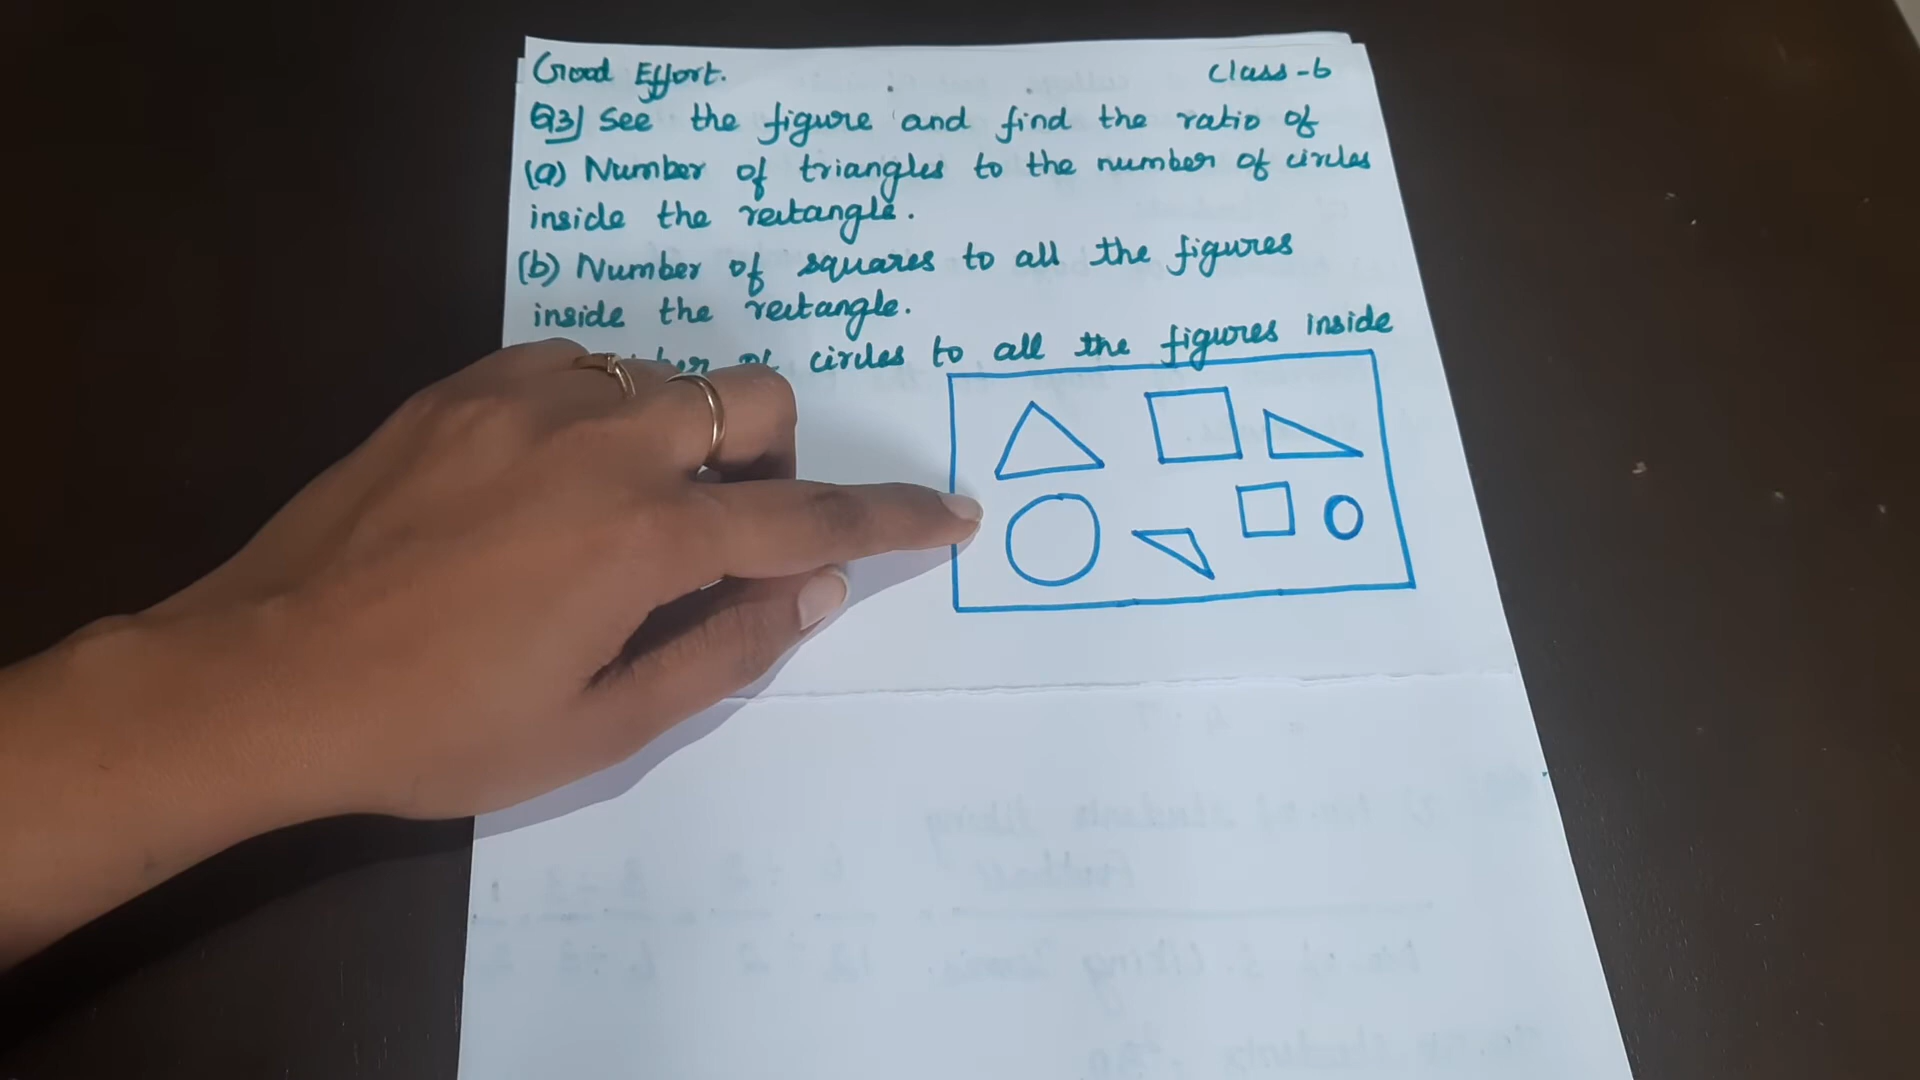 Good Effort. Class-6
Q3) See the figure and find the ratio of
(a) Number of triangles to the number of circles
inside the rectangle.
(b) Number of squares to all the figures
inside the rectangle.
of circles to all the figures inside